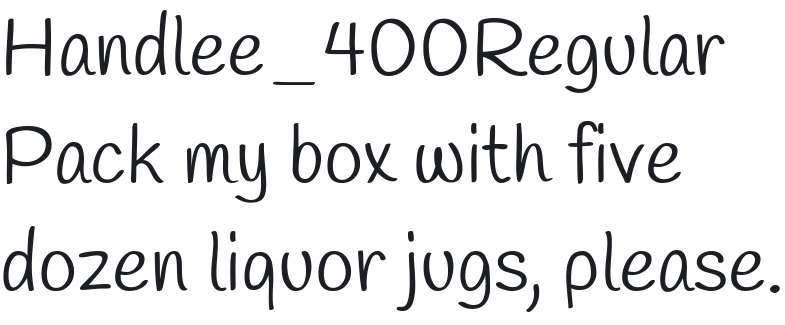 Handlee_400Regular
Pack my box with five
dozen liquor jugs, please.